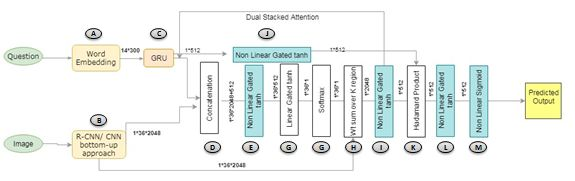 Dual Stacked Attention
A
C
J
Question
Word
Embedding
14*300
GRU
1*512
Non Linear Gated tanh
1*512
Concatenation
1*36*2048+512
Non Linear Gated
tanh
1*36*512
Linear Gated tanh
1*36*1
Softmax
1*36*1
Wt sum over K region
1*2048
Non Linear Gated
tanh
1*512
Hadamard Product
1*512
Non Linear Gated
tanh
1*512
Non Linear Sigmoid
Predicted
Output
B
Image
R-CNN/ CNN
bottom-up
approach
1*36*2048
D
E
G
G
H
I
K
L
M
1*36*2048